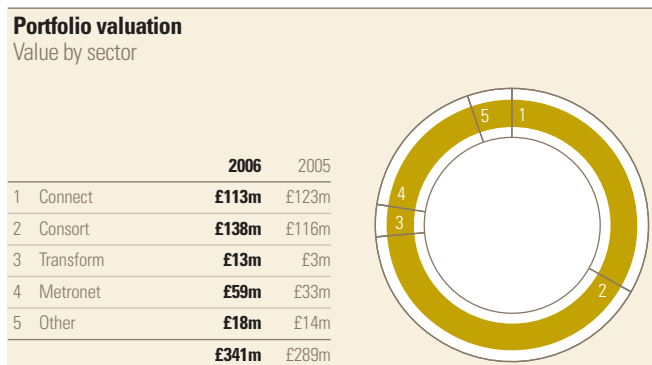 Portfolio valuation
Value by sector
2006 2005
1 Connect £113m £123m
2 Consort £138m £116m
3 Transform £13m £3m
4 Metronet £59m £33m
5 Other £18m £14m
£341m £289m
5 1
4
3
2